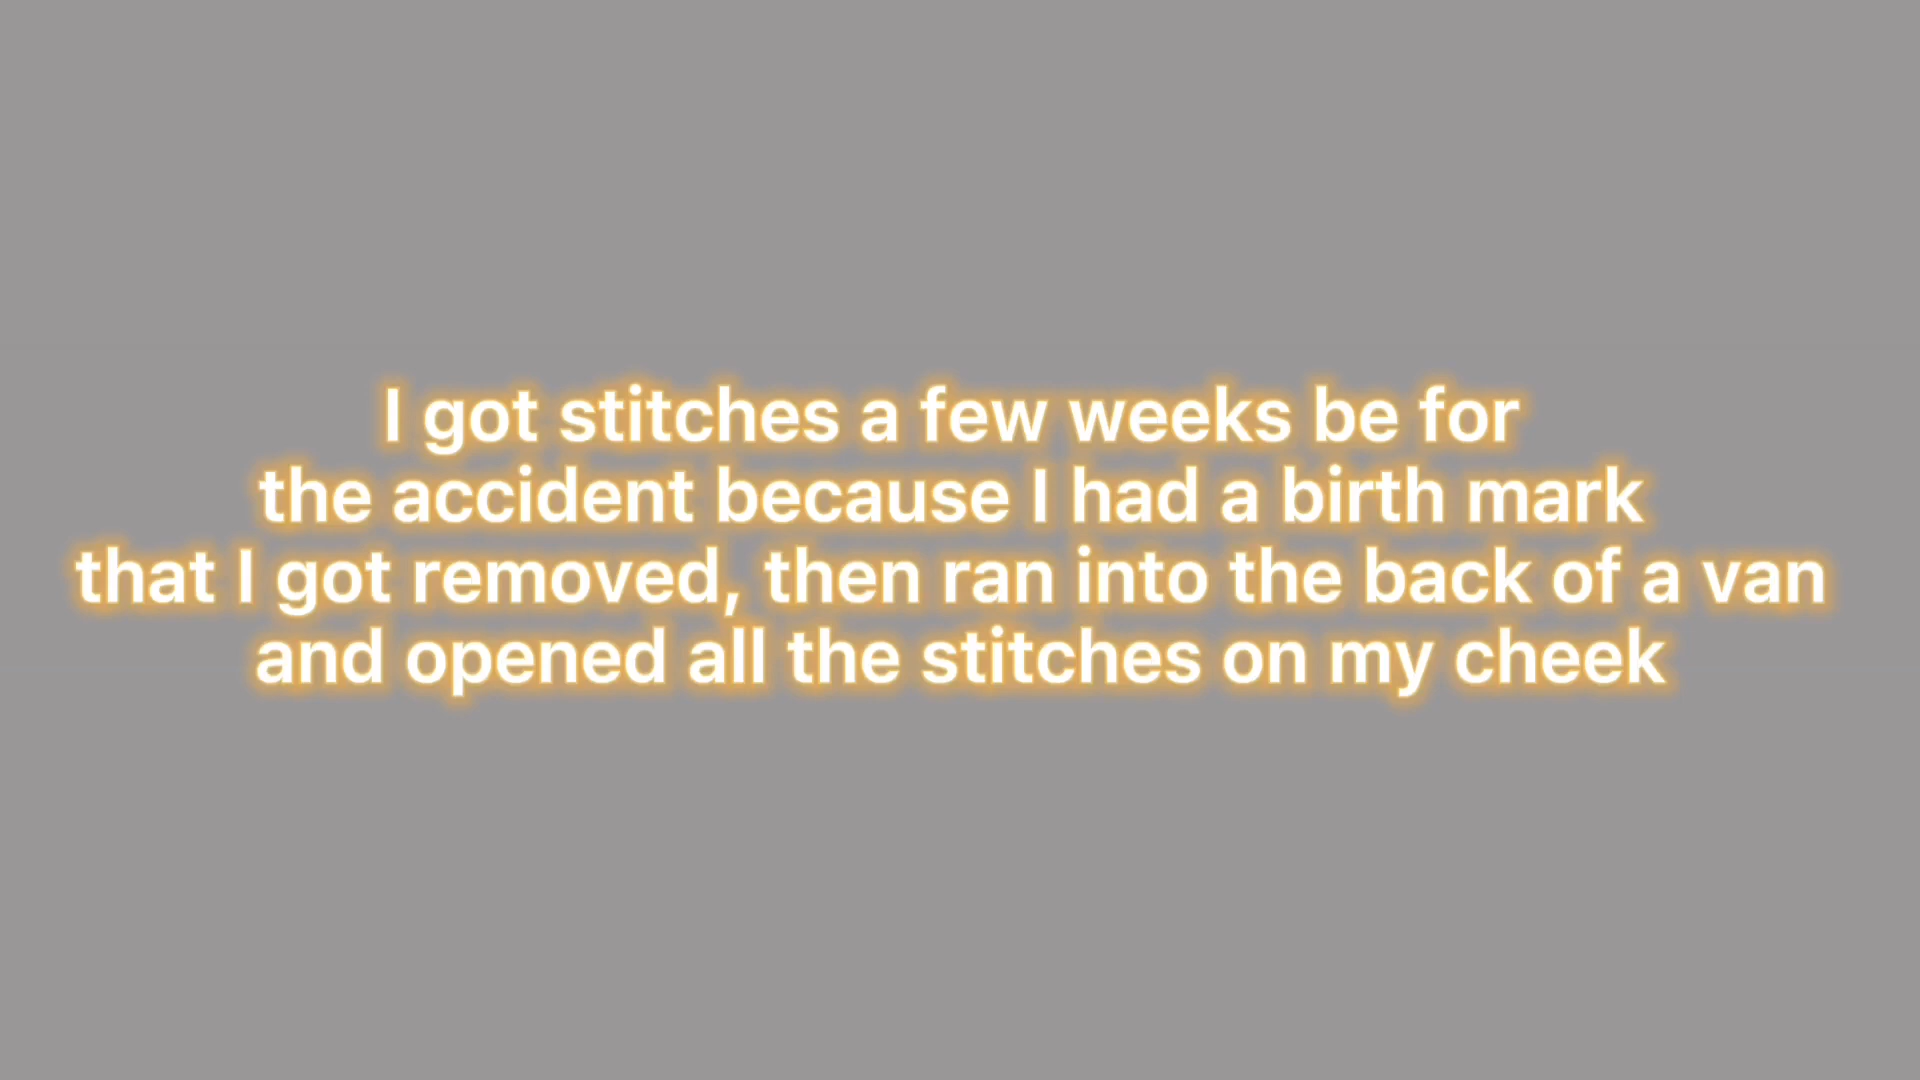 I got stitches a few weeks be for
the accident because I had a birth mark
that I got removed, then ran into the back of a van
and opened all the stitches on my cheek